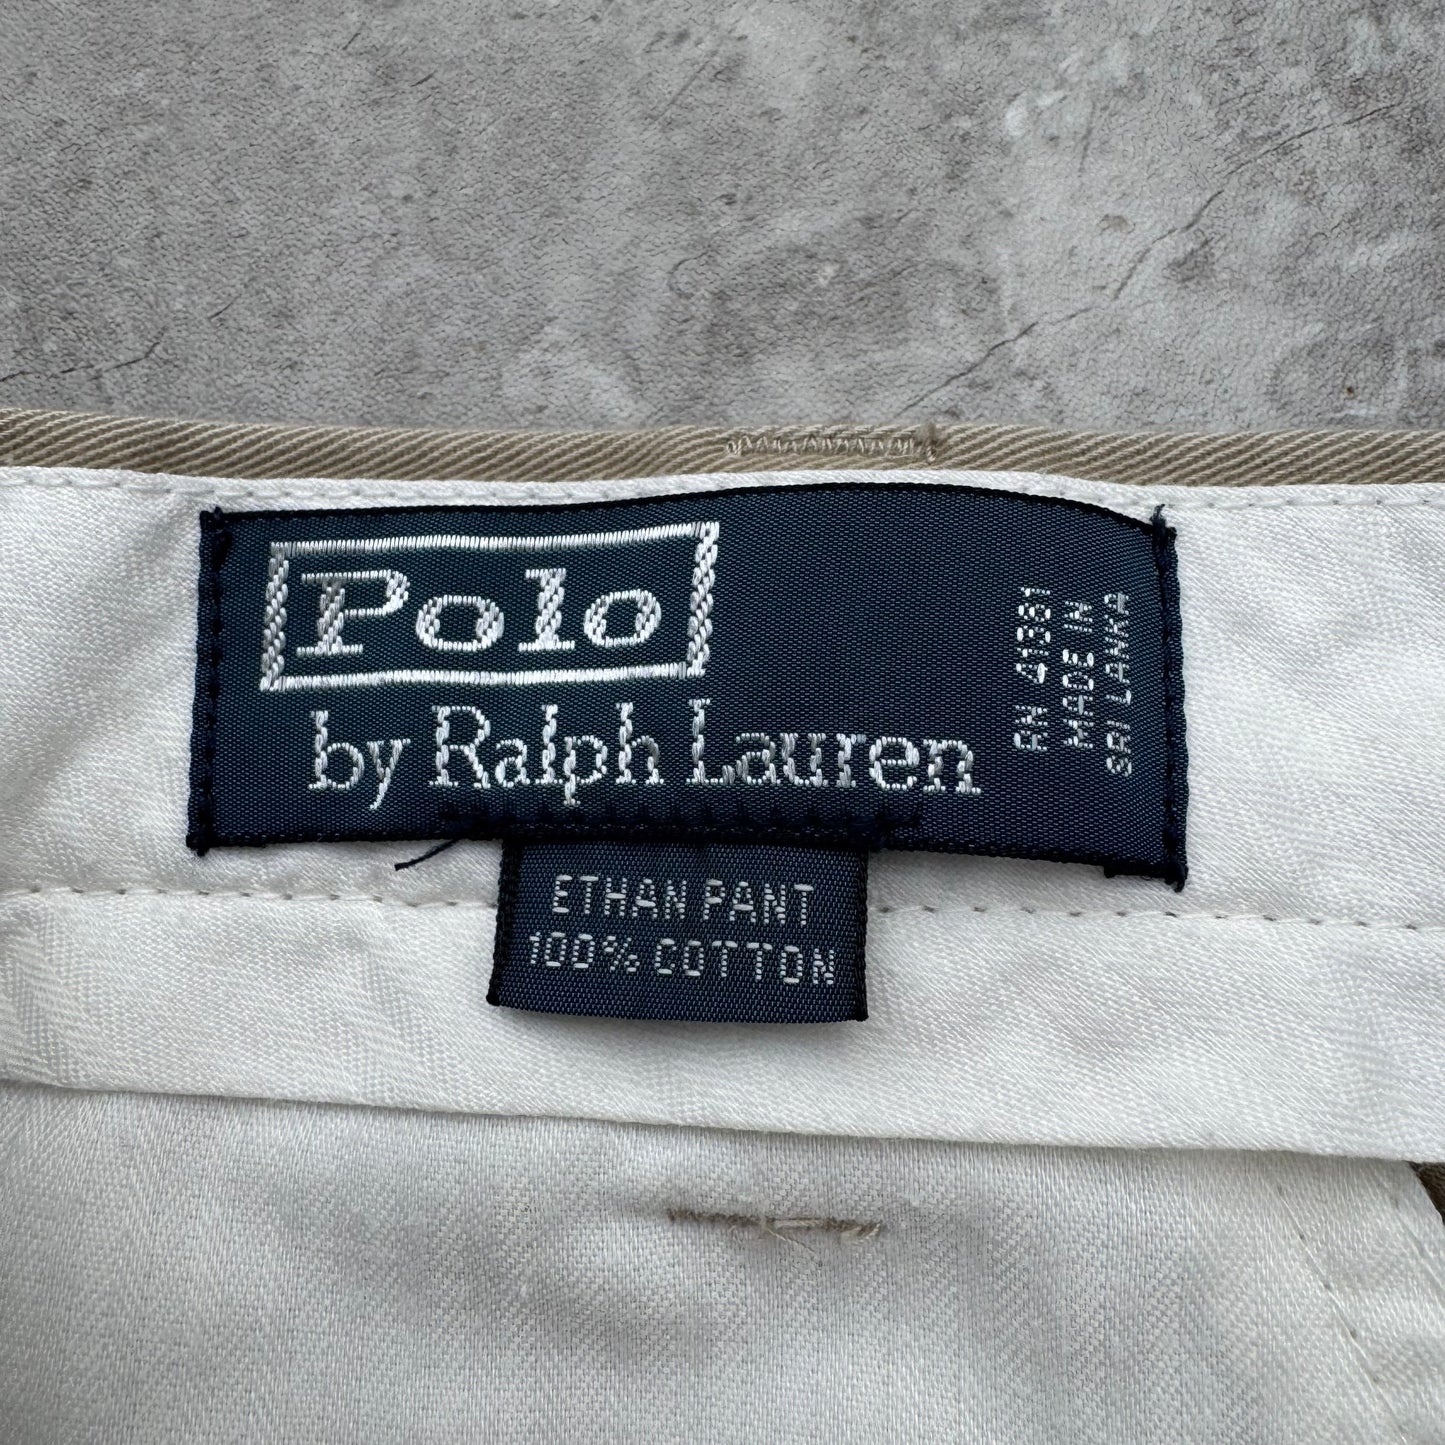 Polo
by Ralph Lauren
RN 41381
MADE IN
SRI LANKA
ETHAN PANT
100% COTTON